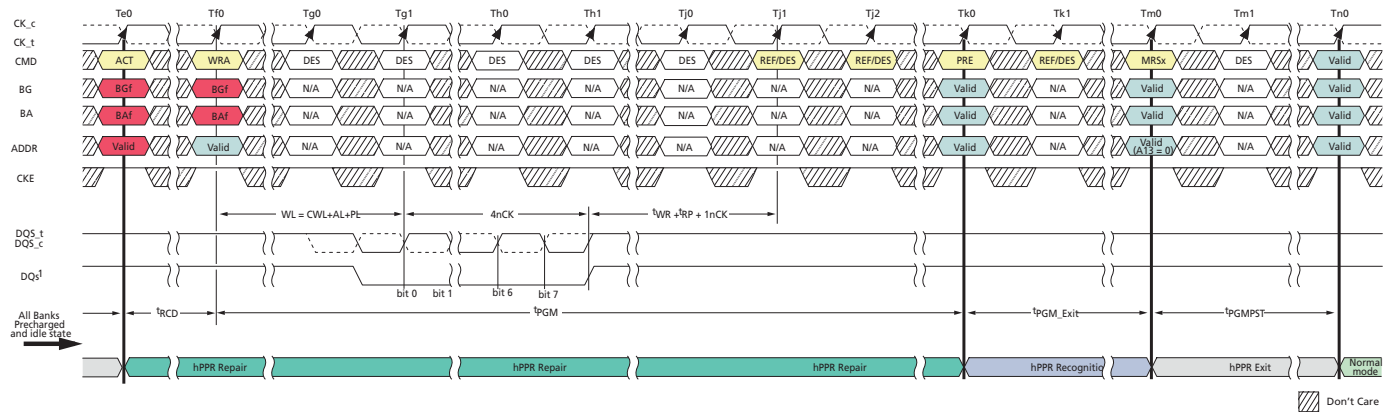 Te0 Tf0 Tg0 Tg1 Th0 Th1 Tj0 Tj1 Tj2 Tk0 Tk1 Tm0 Tm1 Tn0
CK_c
CK_t
CMD ACT WRA DES DES DES DES DES REF/DES REF/DES PRE REF/DES MRSx DES Valid
BG BGf BGf N/A N/A N/A N/A N/A N/A N/A Valid N/A Valid N/A Valid
BA BAf BAf N/A N/A N/A N/A N/A N/A N/A Valid N/A Valid N/A Valid
ADDR Valid Valid N/A N/A N/A N/A N/A N/A N/A Valid N/A Valid (A13 = 0) N/A Valid
CKE
WL = CWL+AL+PL 4nCK tWR + tRP + 1nCK
DQS_t
DQS_c
DQs1
bit 0 bit 1 bit 6 bit 7
All Banks
Precharged
and idle state
tRCD tPGM tPGM_Exit tPGMPST
hPPR Repair hPPR Repair hPPR Repair hPPR Recognitio hPPR Exit Normal
mode
Don't Care